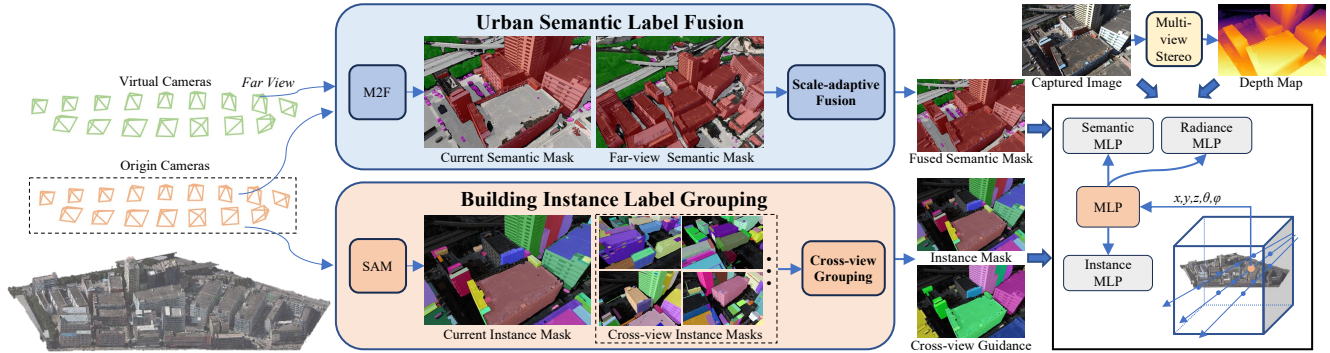 Virtual Cameras
Far View
Origin Cameras
Urban Semantic Label Fusion
M2F
Current Semantic Mask
Far-view Semantic Mask
Scale-adaptive
Fusion
Building Instance Label Grouping
SAM
Current Instance Mask
Cross-view Instance Masks
Cross-view
Grouping
Captured Image
Multi-
view
Stereo
Depth Map
Fused Semantic Mask
Instance Mask
Cross-view Guidance
Semantic
MLP
Radiance
MLP
MLP
x,y,z,θ,φ
Instance
MLP